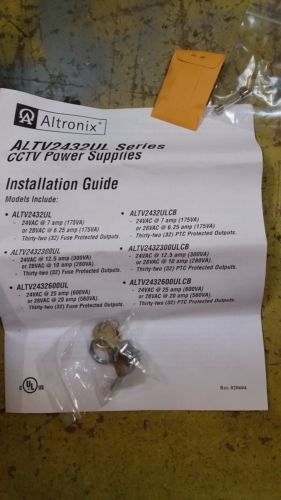 Altronix®
ALTV2432UL Series
CCTV Power Supplies
Installation Guide
Models Include:
• ALTV2432UL
- 24VAC @ 7 amp (175VA)
or 28VAC @ 6.25 amp (175VA)
- Thirty-two (32) Fuse Protected Outputs.
• ALTV2432ULCB
- 24VAC @ 7 amp (175VA)
or 28VAC @ 6.25 amp (175VA)
- Thirty-two (32) PTC Protected Outputs.
• ALTV2432300UL
- 24VAC @ 12.5 amp (300VA)
or 28VAC @ 10 amp (280VA)
- Thirty-two (32) Fuse Protected Outputs.
• ALTV2432300ULCB
- 24VAC @ 12.5 amp (300VA)
or 28VAC @ 10 amp (280VA)
- Thirty-two (32) PTC Protected Outputs.
• ALTV2432600UL
- 24VAC @ 25 amp (600VA)
or 28VAC @ 20 amp (560VA)
- Thirty-two (32) Fuse Protected Outputs.
• ALTV2432600ULCB
- 24VAC @ 25 amp (600VA)
or 28VAC @ 20 amp (560VA)
- Thirty-two (32) PTC Protected Outputs.
UL US
Rev. 020604